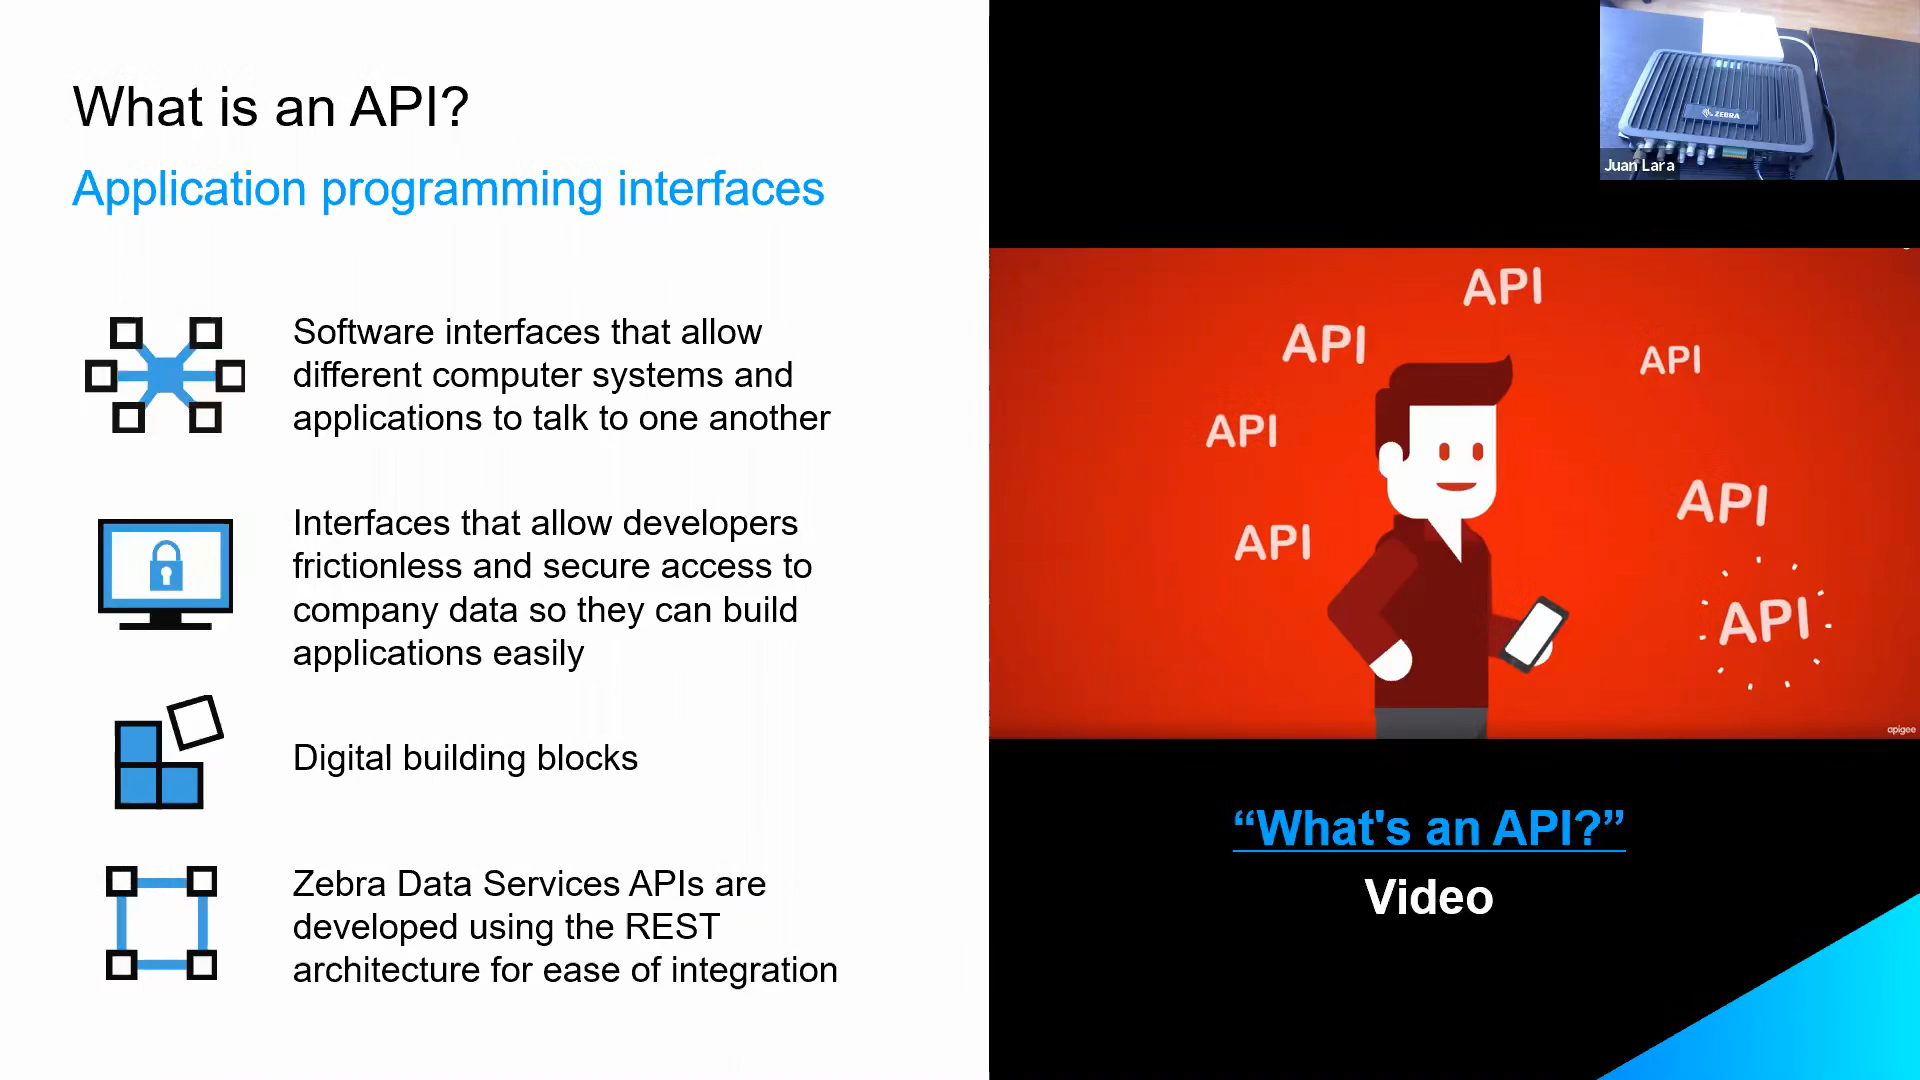 What is an API?
Application programming interfaces
Software interfaces that allow
different computer systems and
applications to talk to one another
Interfaces that allow developers
frictionless and secure access to
company data so they can build
applications easily
Digital building blocks
Zebra Data Services APIs are
developed using the REST
architecture for ease of integration
ZEBRA
Juan Lara
API
API
API
API
API
API
API
apigee
“What's an API?”
Video